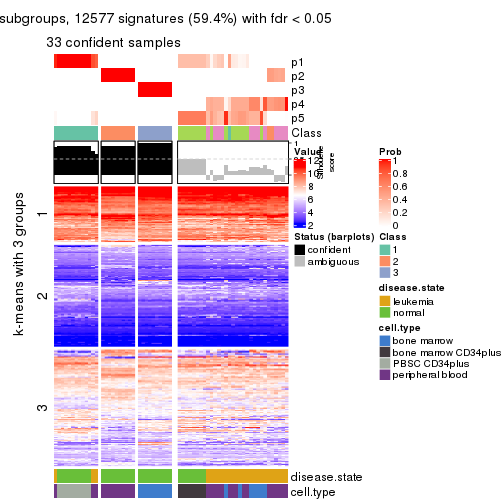 subgroups, 12577 signatures (59.4%) with fdr < 0.05
33 confident samples
p1
p2
p3
p4
p5
Class
1
2
3
k-means with 3 groups
disease.state
cell.type
Value
10
8
6
4
2
score
Prob
1
0.8
0.6
0.4
0.2
0
Status (barplots)
confident
ambiguous
Class
1
2
3
disease.state
leukemia
normal
cell.type
bone marrow
bone marrow CD34plus
PBSC CD34plus
peripheral blood